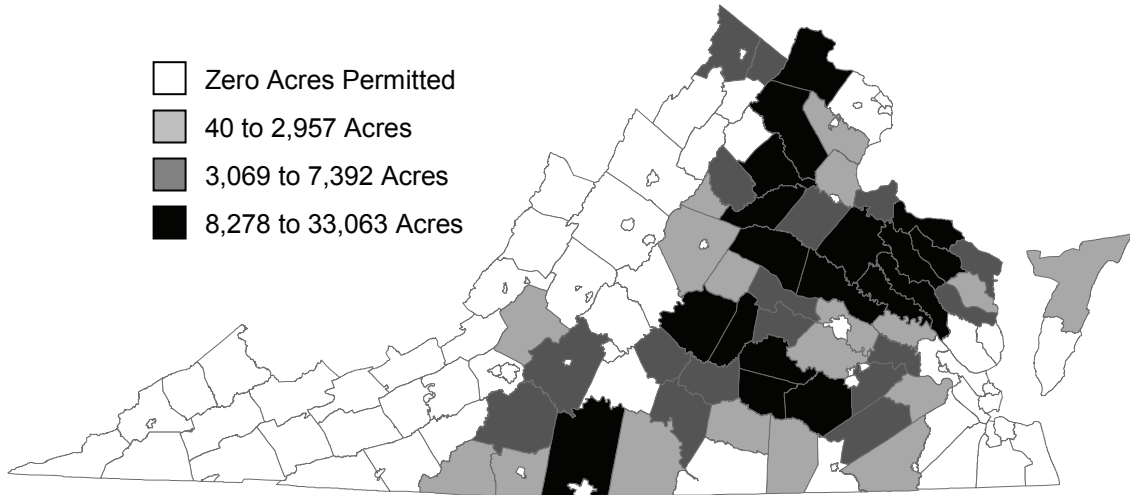 Zero Acres Permitted
40 to 2,957 Acres
3,069 to 7,392 Acres
8,278 to 33,063 Acres